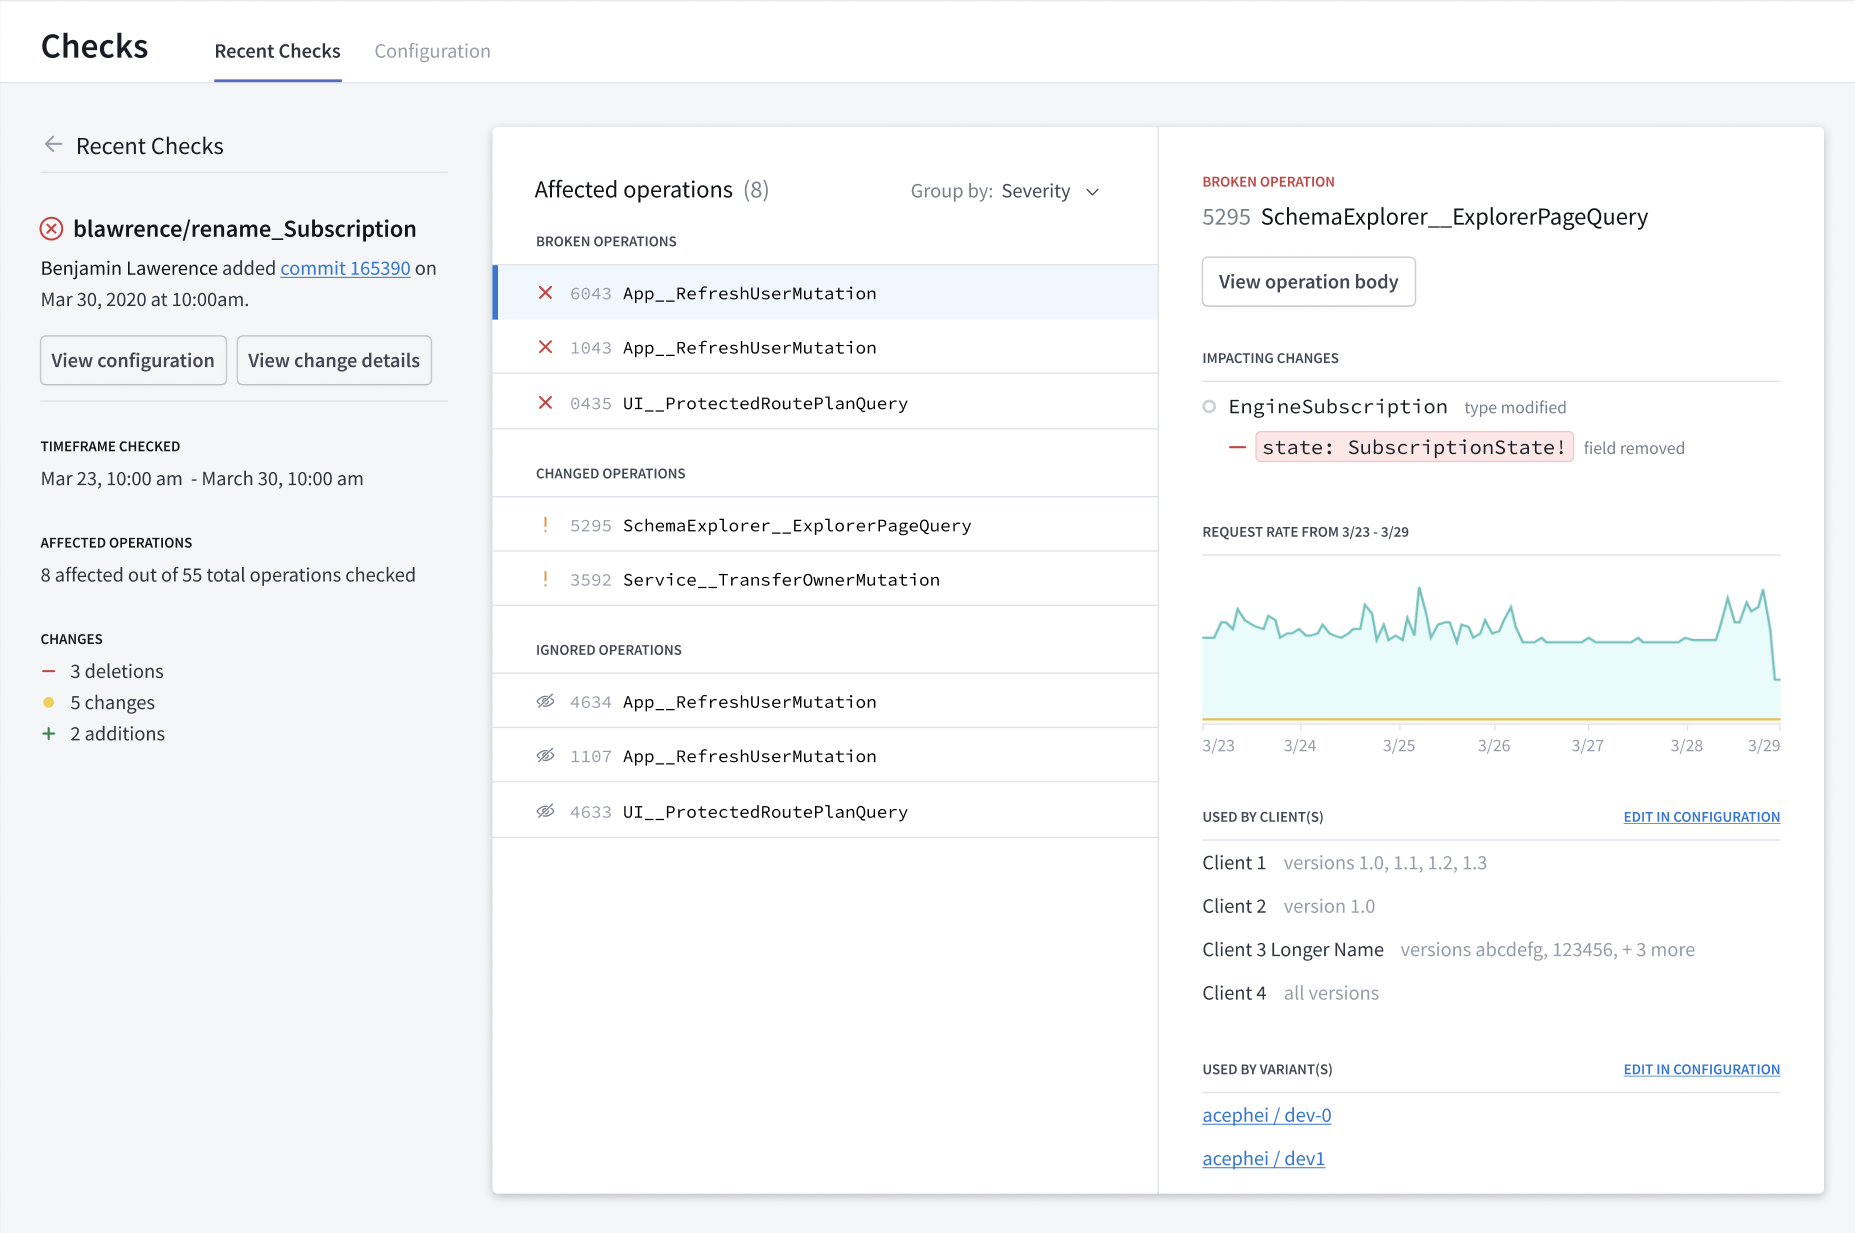 Checks
Recent Checks
Configuration
Recent Checks
blawrence/rename_Subscription
Benjamin Lawerence added commit 165390 on
Mar 30, 2020 at 10:00am.
View configuration
View change details
TIMEFRAME CHECKED
Mar 23, 10:00 am - March 30, 10:00 am
AFFECTED OPERATIONS
8 affected out of 55 total operations checked
CHANGES
3 deletions
5 changes
2 additions
Affected operations (8)
Group by: Severity
BROKEN OPERATIONS
6043 App__RefreshUserMutation
1043 App__RefreshUserMutation
0435 UI__ProtectedRoutePlanQuery
CHANGED OPERATIONS
! 5295 SchemaExplorer__ExplorerPageQuery
! 3592 Service__TransferOwnerMutation
IGNORED OPERATIONS
4634 App__RefreshUserMutation
1107 App__RefreshUserMutation
4633 UI__ProtectedRoutePlanQuery
BROKEN OPERATION
5295 SchemaExplorer__ExplorerPageQuery
View operation body
IMPACTING CHANGES
EngineSubscription type modified
state: SubscriptionState! field removed
REQUEST RATE FROM 3/23 - 3/29
3/23 3/24 3/25 3/26 3/27 3/28 3/29
USED BY CLIENT(S) EDIT IN CONFIGURATION
Client 1 versions 1.0, 1.1, 1.2, 1.3
Client 2 version 1.0
Client 3 Longer Name versions abcdefg, 123456, + 3 more
Client 4 all versions
USED BY VARIANT(S) EDIT IN CONFIGURATION
acephei / dev-0
acephei / dev1